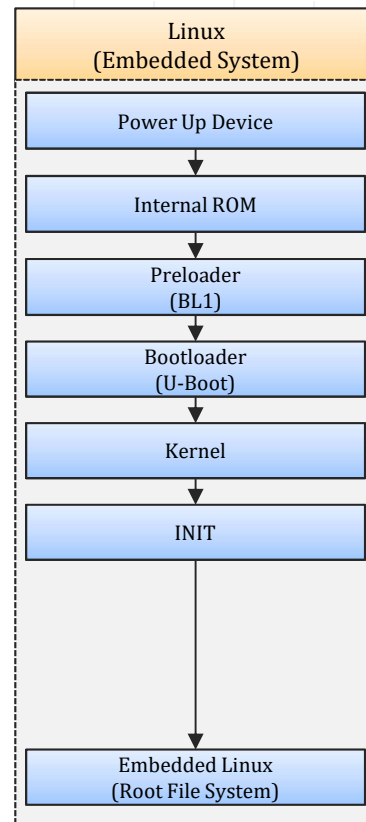 Linux
(Embedded System)
Power Up Device
Internal ROM
Preloader
(BL1)
Bootloader
(U-Boot)
Kernel
INIT
Embedded Linux
(Root File System)